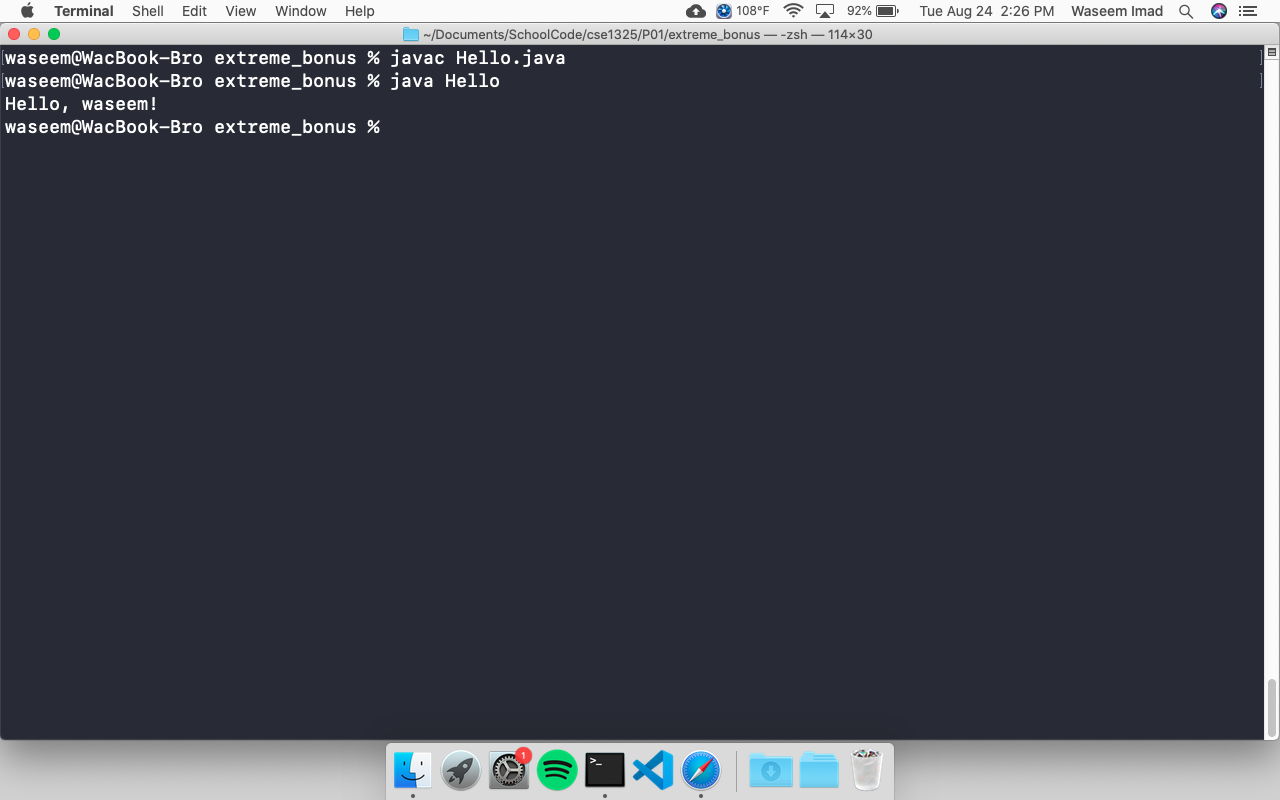 Terminal Shell Edit View Window Help 108°F 92% Tue Aug 24 2:26 PM Waseem Imad
~/Documents/SchoolCode/cse1325/P01/extreme_bonus — -zsh — 114×30
[waseem@WacBook-Bro extreme_bonus % javac Hello.java ]
[waseem@WacBook-Bro extreme_bonus % java Hello ]
Hello, waseem!
waseem@WacBook-Bro extreme_bonus %
1
>_